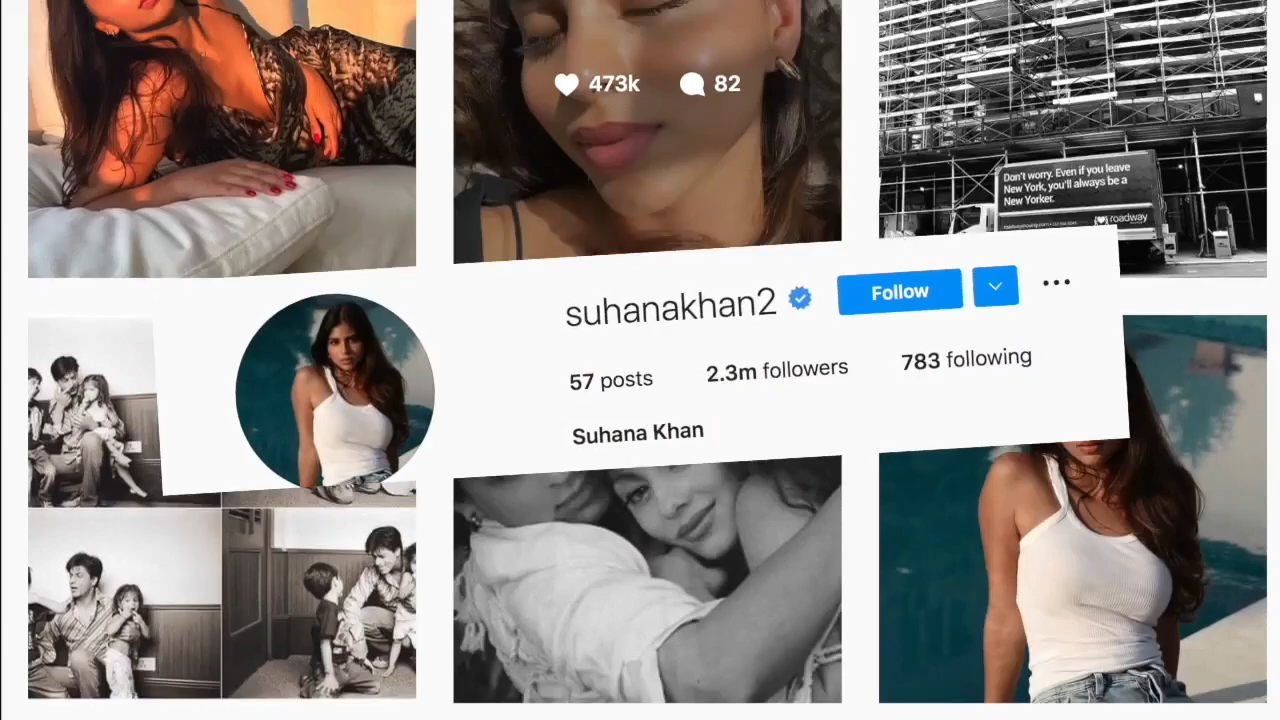 473k 82
Don't worry. Even if you leave
New York, you'll always be a
New Yorker.
roadway
suhanakhan2 Follow
57 posts 2.3m followers 783 following
Suhana Khan